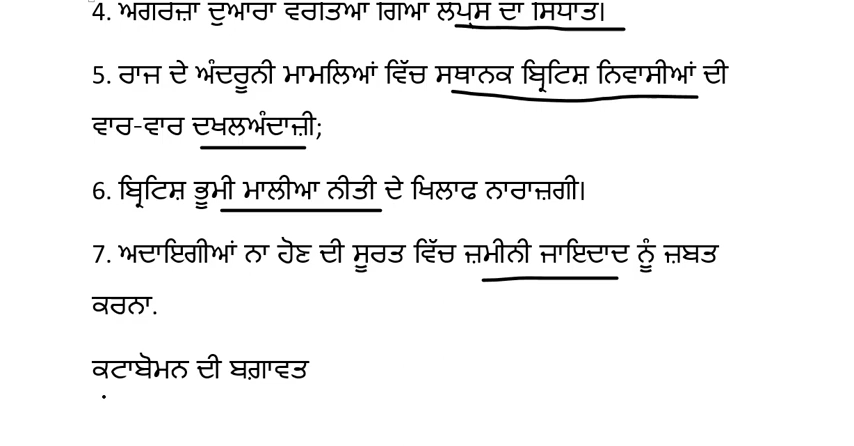 4. ਅੰਗਰੇਜ਼ਾਂ ਦੁਆਰਾ ਵਰਤਿਆ ਗਿਆ ਲੈਪਸ ਦਾ ਸਿਧਾਂਤ।
5. ਰਾਜ ਦੇ ਅੰਦਰੂਨੀ ਮਾਮਲਿਆਂ ਵਿੱਚ ਸਥਾਨਕ ਬ੍ਰਿਟਿਸ਼ ਨਿਵਾਸੀਆਂ ਦੀ
ਵਾਰ-ਵਾਰ ਦਖਲਅੰਦਾਜ਼ੀ;
6. ਬ੍ਰਿਟਿਸ਼ ਭੂਮੀ ਮਾਲੀਆ ਨੀਤੀ ਦੇ ਖਿਲਾਫ ਨਾਰਾਜ਼ਗੀ।
7. ਅਦਾਇਗੀਆਂ ਨਾ ਹੋਣ ਦੀ ਸੂਰਤ ਵਿੱਚ ਜ਼ਮੀਨੀ ਜਾਇਦਾਦ ਨੂੰ ਜ਼ਬਤ
ਕਰਨਾ.
ਕਟਾਬੋਮਨ ਦੀ ਬਗ਼ਾਵਤ